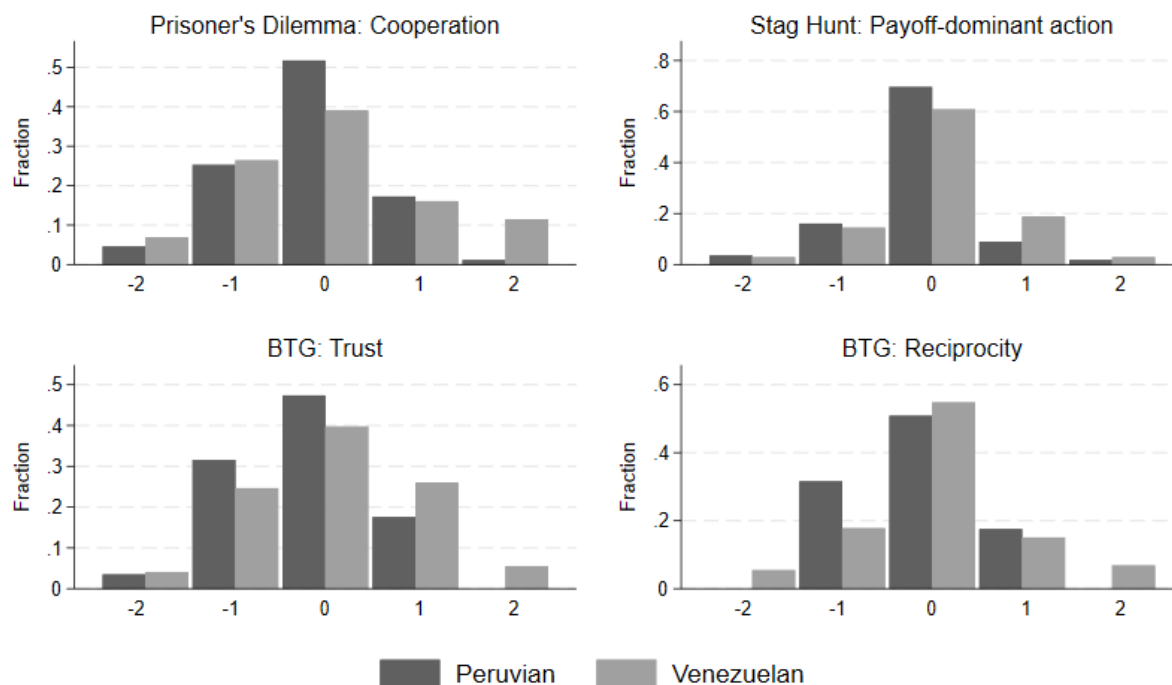 Prisoner's Dilemma: Cooperation
Fraction
.5
.4
.3
.2
.1
0
-2 -1 0 1 2
Stag Hunt: Payoff-dominant action
Fraction
.8
.6
.4
.2
0
-2 -1 0 1 2
BTG: Trust
Fraction
.5
.4
.3
.2
.1
0
-2 -1 0 1 2
BTG: Reciprocity
Fraction
.6
.4
.2
0
-2 -1 0 1 2
Peruvian Venezuelan